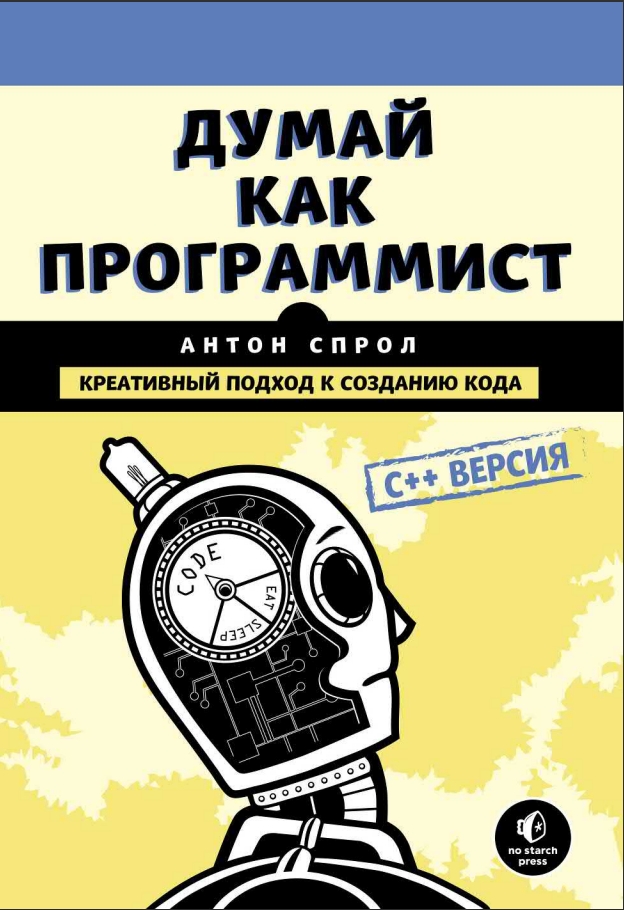 ДУМАЙ
КАК
ПРОГРАММИСТ
АНТОН СПРОЛ
КРЕАТИВНЫЙ ПОДХОД К СОЗДАНИЮ КОДА
C++ ВЕРСИЯ
CODE
EAT
SLEEP
no starch
press